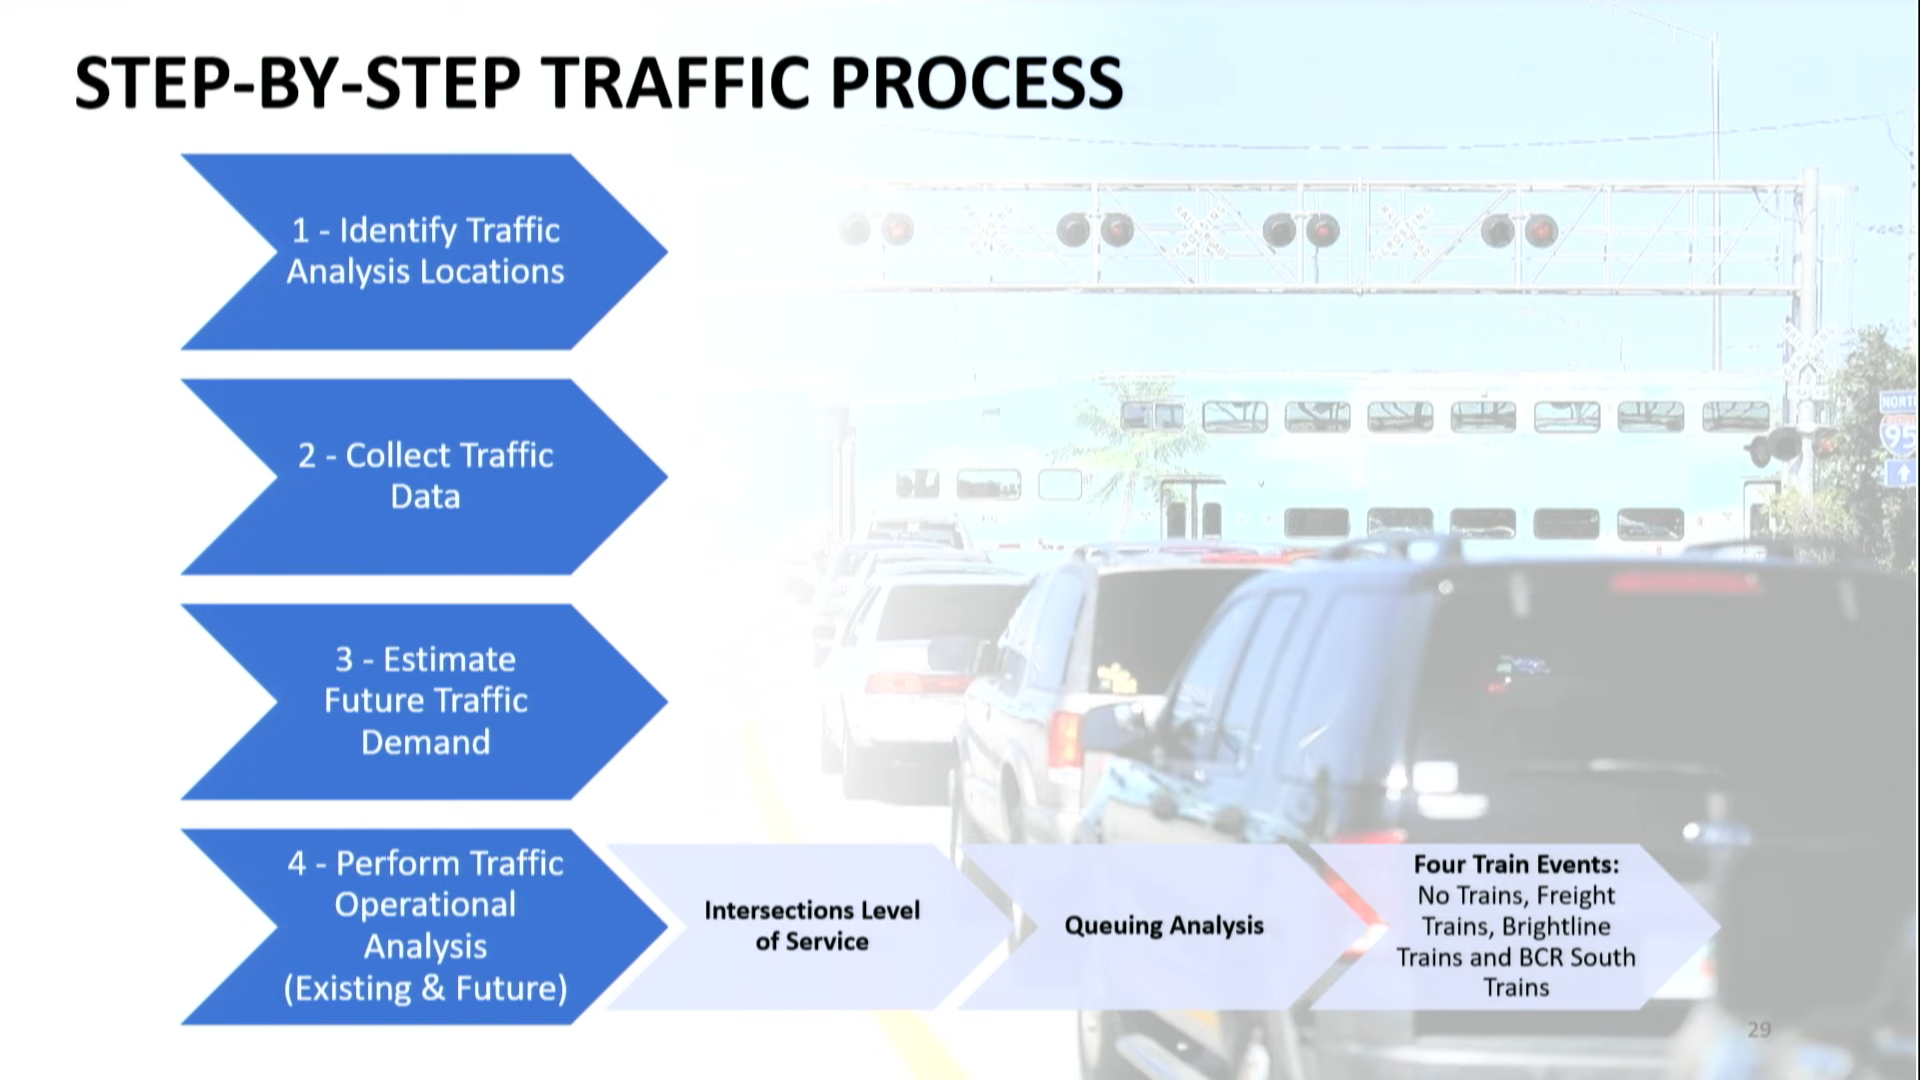 STEP-BY-STEP TRAFFIC PROCESS
1 - Identify Traffic
Analysis Locations
2 - Collect Traffic
Data
3 - Estimate
Future Traffic
Demand
4 - Perform Traffic
Operational
Analysis
(Existing & Future)
Intersections Level
of Service
Queuing Analysis
Four Train Events:
No Trains, Freight
Trains, Brightline
Trains and BCR South
Trains
95
29